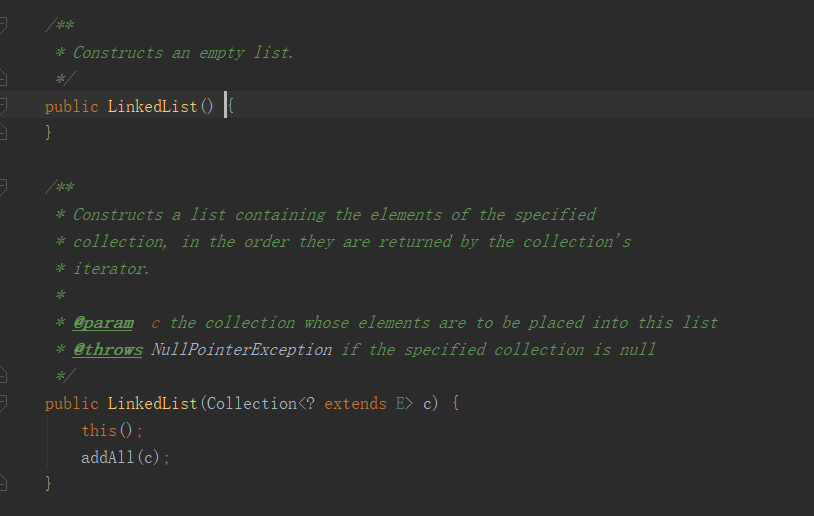 /**
* Constructs an empty list.
*/
public LinkedList() {
}
/**
* Constructs a list containing the elements of the specified
* collection, in the order they are returned by the collection's
* iterator.
*
* @param  c the collection whose elements are to be placed into this list
* @throws NullPointerException if the specified collection is null
*/
public LinkedList(Collection<? extends E> c) {
this();
addAll(c);
}